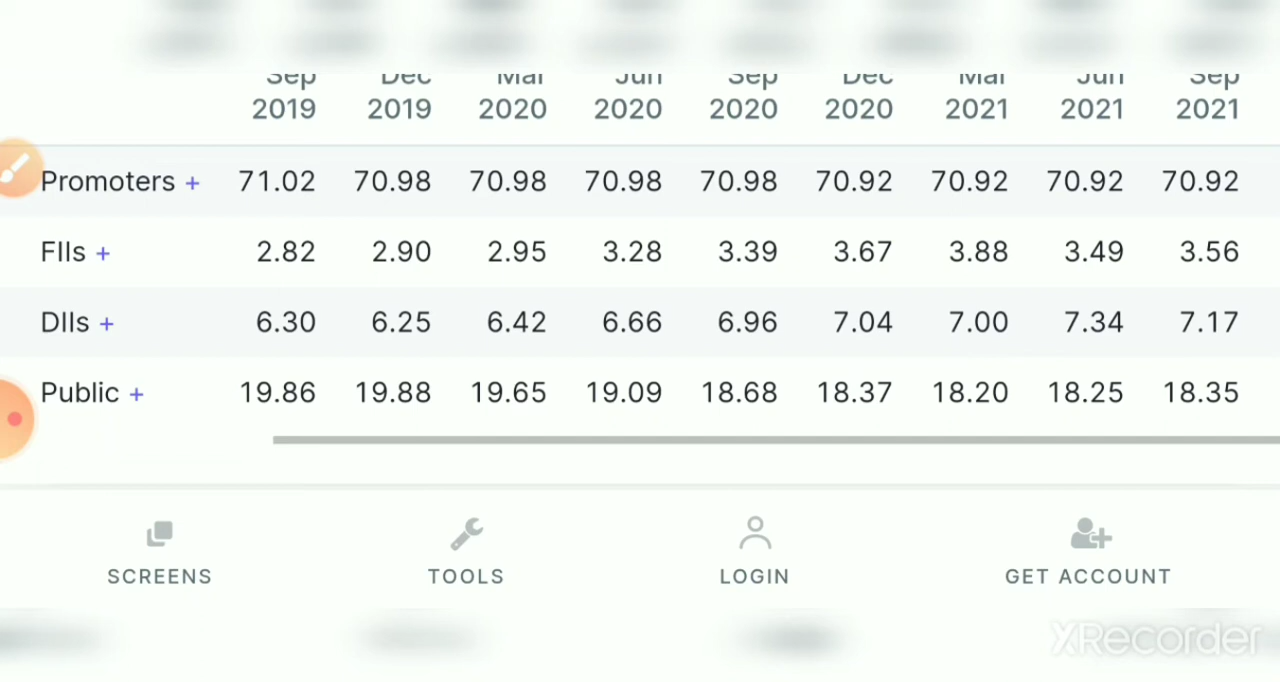 Sep Dec Mar Jun Sep Dec Mar Jun Sep
2019 2019 2020 2020 2020 2020 2021 2021 2021
Promoters + 71.02 70.98 70.98 70.98 70.98 70.92 70.92 70.92 70.92
FIIs + 2.82 2.90 2.95 3.28 3.39 3.67 3.88 3.49 3.56
DIIs + 6.30 6.25 6.42 6.66 6.96 7.04 7.00 7.34 7.17
Public + 19.86 19.88 19.65 19.09 18.68 18.37 18.20 18.25 18.35
SCREENS TOOLS LOGIN GET ACCOUNT
XRecorder